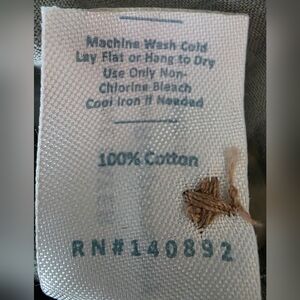 Machine Wash Cold
Lay Flat or Hang to Dry
Use Only Non-
Chlorine Bleach
Cool Iron if Needed
100% Cotton
RN#140892